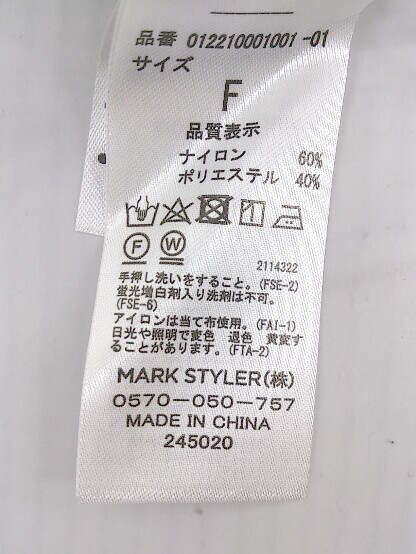 品番 012210001001-01
サイズ
F
品質表示
ナイロン 60%
ポリエステル 40%
F W
2114322
手押し洗いをすること。(FSE-2)
蛍光増白剤入り洗剤は不可。
(FSE-6)
アイロンは当て布使用。(FAI-1)
日光や照明で変色 退色 黄変す
ることがあります。(FTA-2)
MARK STYLER(株)
0570-050-757
MADE IN CHINA
245020